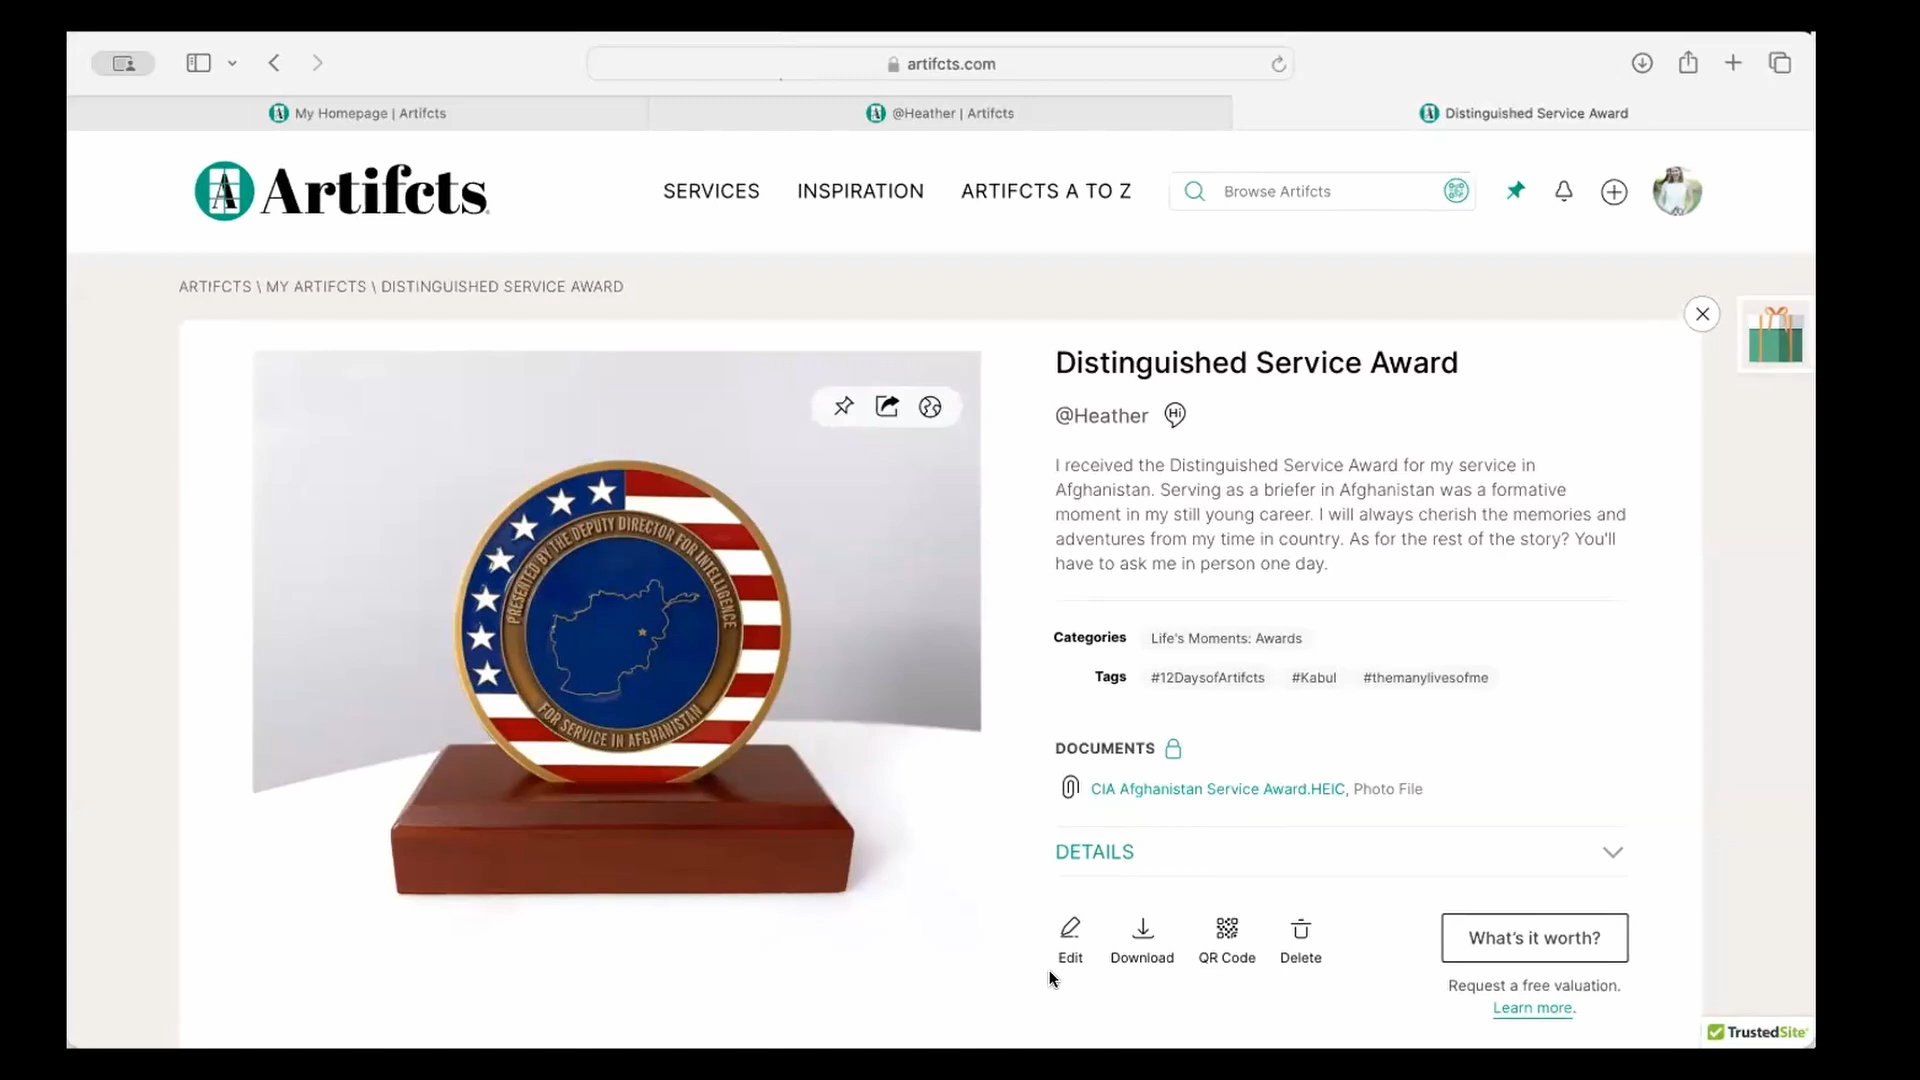 artifcts.com
My Homepage | Artifcts
@Heather | Artifcts
Distinguished Service Award
Artifcts
SERVICES
INSPIRATION
ARTIFCTS A TO Z
Browse Artifcts
ARTIFCTS \ MY ARTIFCTS \ DISTINGUISHED SERVICE AWARD
PRESENTED BY THE DEPUTY DIRECTOR FOR INTELLIGENCE
FOR SERVICE IN AFGHANISTAN
Distinguished Service Award
@Heather
Hi
I received the Distinguished Service Award for my service in
Afghanistan. Serving as a briefer in Afghanistan was a formative
moment in my still young career. I will always cherish the memories and
adventures from my time in country. As for the rest of the story? You'll
have to ask me in person one day.
Categories
Life's Moments: Awards
Tags
#12DaysofArtifcts
#Kabul
#themanylivesofme
DOCUMENTS
CIA Afghanistan Service Award.HEIC, Photo File
DETAILS
Edit
Download
QR Code
Delete
What's it worth?
Request a free valuation.
Learn more.
TrustedSite